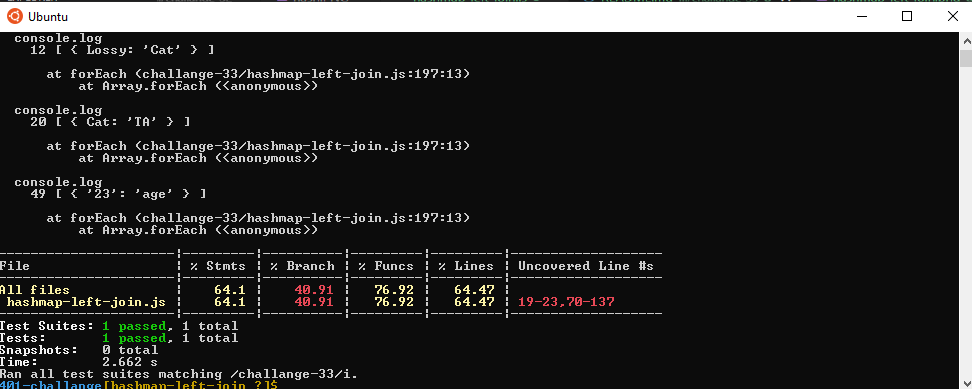 Ubuntu
console.log
12 [ { Lossy: 'Cat' } ]
at forEach (challange-33/hashmap-left-join.js:197:13)
at Array.forEach (<anonymous>)
console.log
20 [ { Cat: 'TA' } ]
at forEach (challange-33/hashmap-left-join.js:197:13)
at Array.forEach (<anonymous>)
console.log
49 [ { '23': 'age' } ]
at forEach (challange-33/hashmap-left-join.js:197:13)
at Array.forEach (<anonymous>)
File | % Stmts | % Branch | % Funcs | % Lines | Uncovered Line #s
All files | 64.1 | 40.91 | 76.92 | 64.47 |
hashmap-left-join.js | 64.1 | 40.91 | 76.92 | 64.47 | 19-23,70-137
Test Suites: 1 passed, 1 total
Tests: 1 passed, 1 total
Snapshots: 0 total
Time: 2.662 s
Ran all test suites matching /challange-33/i.
401-challange[hashmap-left-join ?]$